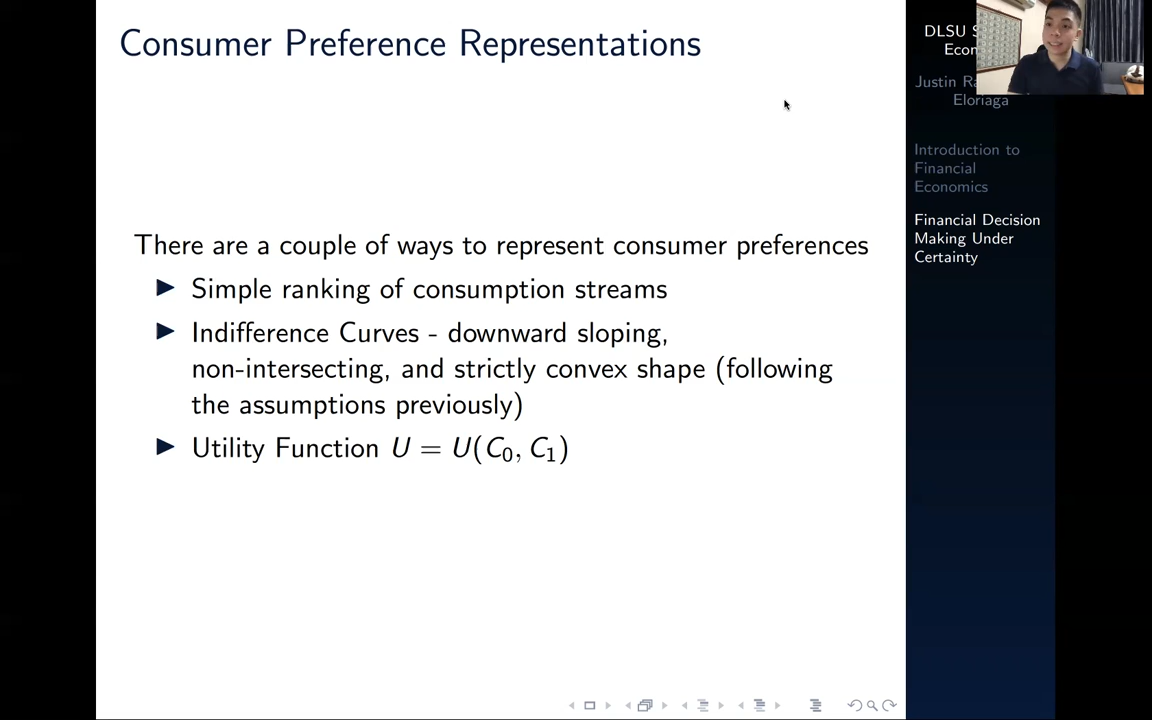 Consumer Preference Representations
There are a couple of ways to represent consumer preferences
▶ Simple ranking of consumption streams
▶ Indifference Curves - downward sloping,
non-intersecting, and strictly convex shape (following
the assumptions previously)
▶ Utility Function U = U(C₀, C₁)
DLSU
Justin
Eloriaga
Introduction to
Financial
Economics
Financial Decision
Making Under
Certainty